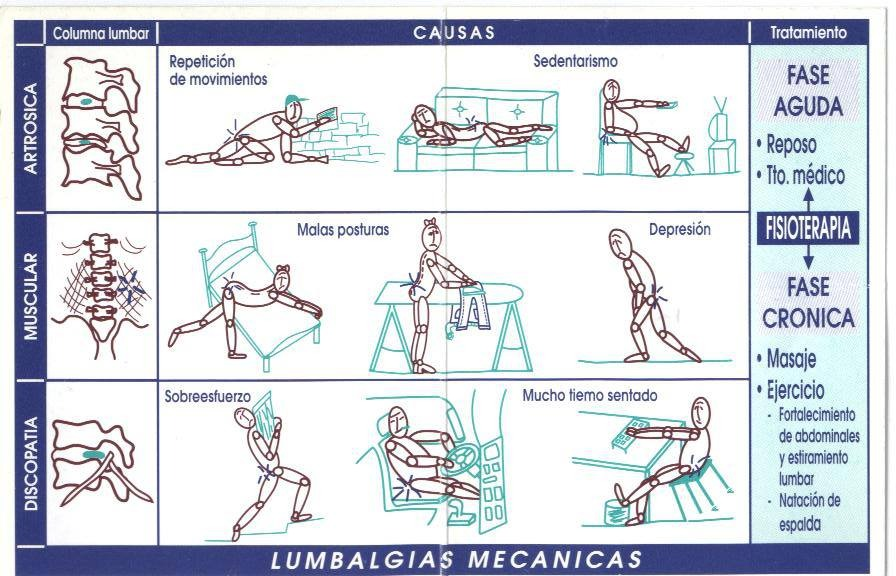 Columna lumbar
CAUSAS
Tratamiento
ARTROSICA
Repetición
de movimientos
Sedentarismo
MUSCULAR
Malas posturas
Depresión
DISCOPATIA
Sobreesfuerzo
Mucho tiemo sentado
FASE
AGUDA
• Reposo
• Tto. médico
FISIOTERAPIA
FASE
CRONICA
• Masaje
• Ejercicio
- Fortalecimiento
de abdominales
y estiramiento
lumbar
- Natación de
espalda
LUMBALGIAS MECANICAS